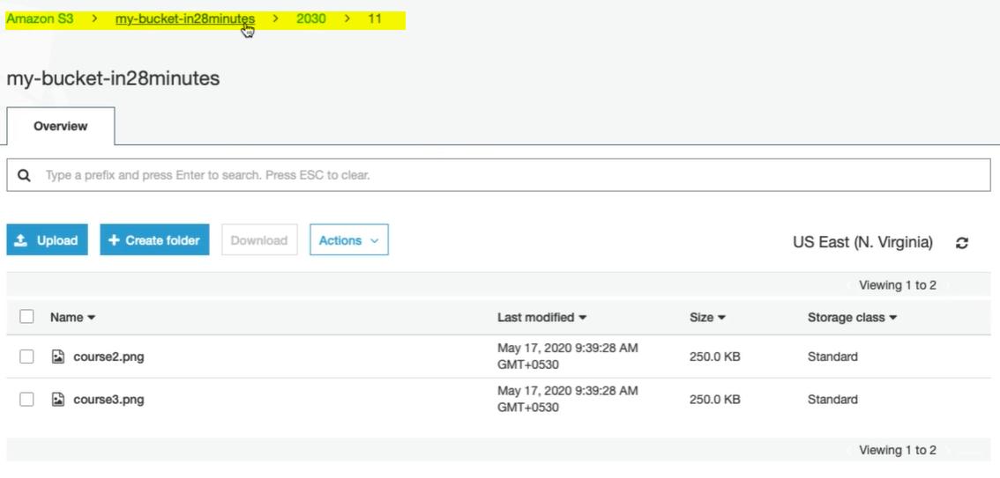 Amazon S3 > my-bucket-in28minutes > 2030 > 11
my-bucket-in28minutes
Overview
Type a prefix and press Enter to search. Press ESC to clear.
Upload + Create folder Download Actions US East (N. Virginia)
Viewing 1 to 2
Name Last modified Size Storage class
course2.png May 17, 2020 9:39:28 AM GMT+0530 250.0 KB Standard
course3.png May 17, 2020 9:39:28 AM GMT+0530 250.0 KB Standard
Viewing 1 to 2